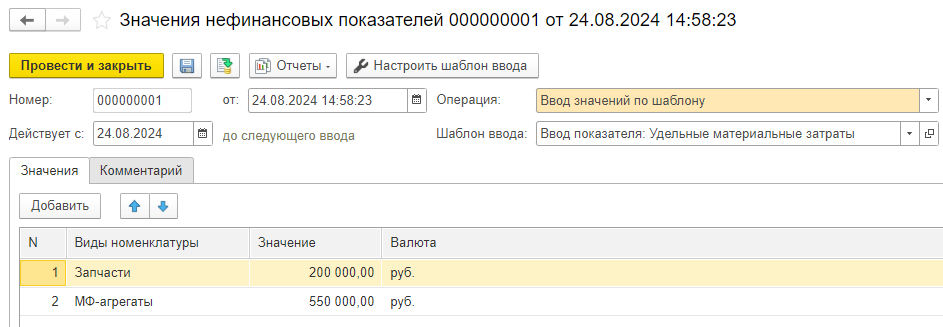 Значения нефинансовых показателей 000000001 от 24.08.2024 14:58:23
Провести и закрыть Отчеты Настроить шаблон ввода
Номер: 000000001 от: 24.08.2024 14:58:23 Операция: Ввод значений по шаблону
Действует с: 24.08.2024 до следующего ввода Шаблон ввода: Ввод показателя: Удельные материальные затраты
Значения Комментарий
Добавить
N Виды номенклатуры Значение Валюта
1 Запчасти 200 000,00 руб.
2 МФ-агрегаты 550 000,00 руб.